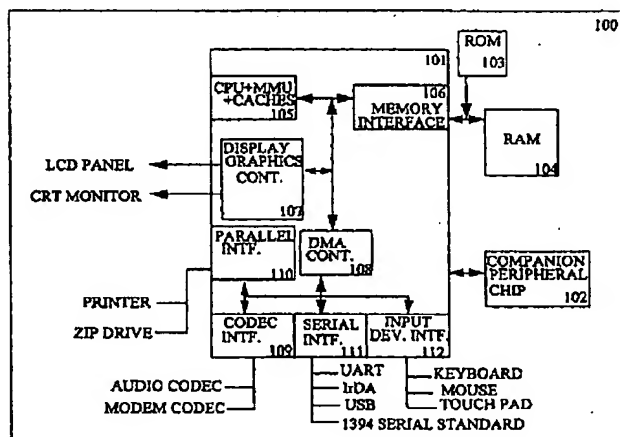 100
ROM
103
101
CPU+MMU
+CACHES
105
106
MEMORY
INTERFACE
RAM
104
DISPLAY
GRAPHICS
CONT.
107
LCD PANEL
CRT MONITOR
PARALLEL
INTF.
110
DMA
CONT.
108
COMPANION
PERIPHERAL
CHIP
102
PRINTER
ZIP DRIVE
CODEC
INTF.
109
SERIAL
INTF.
111
INPUT
DEV. INTF.
112
AUDIO CODEC
MODEM CODEC
UART
IrDA
USB
1394 SERIAL STANDARD
KEYBOARD
MOUSE
TOUCH PAD